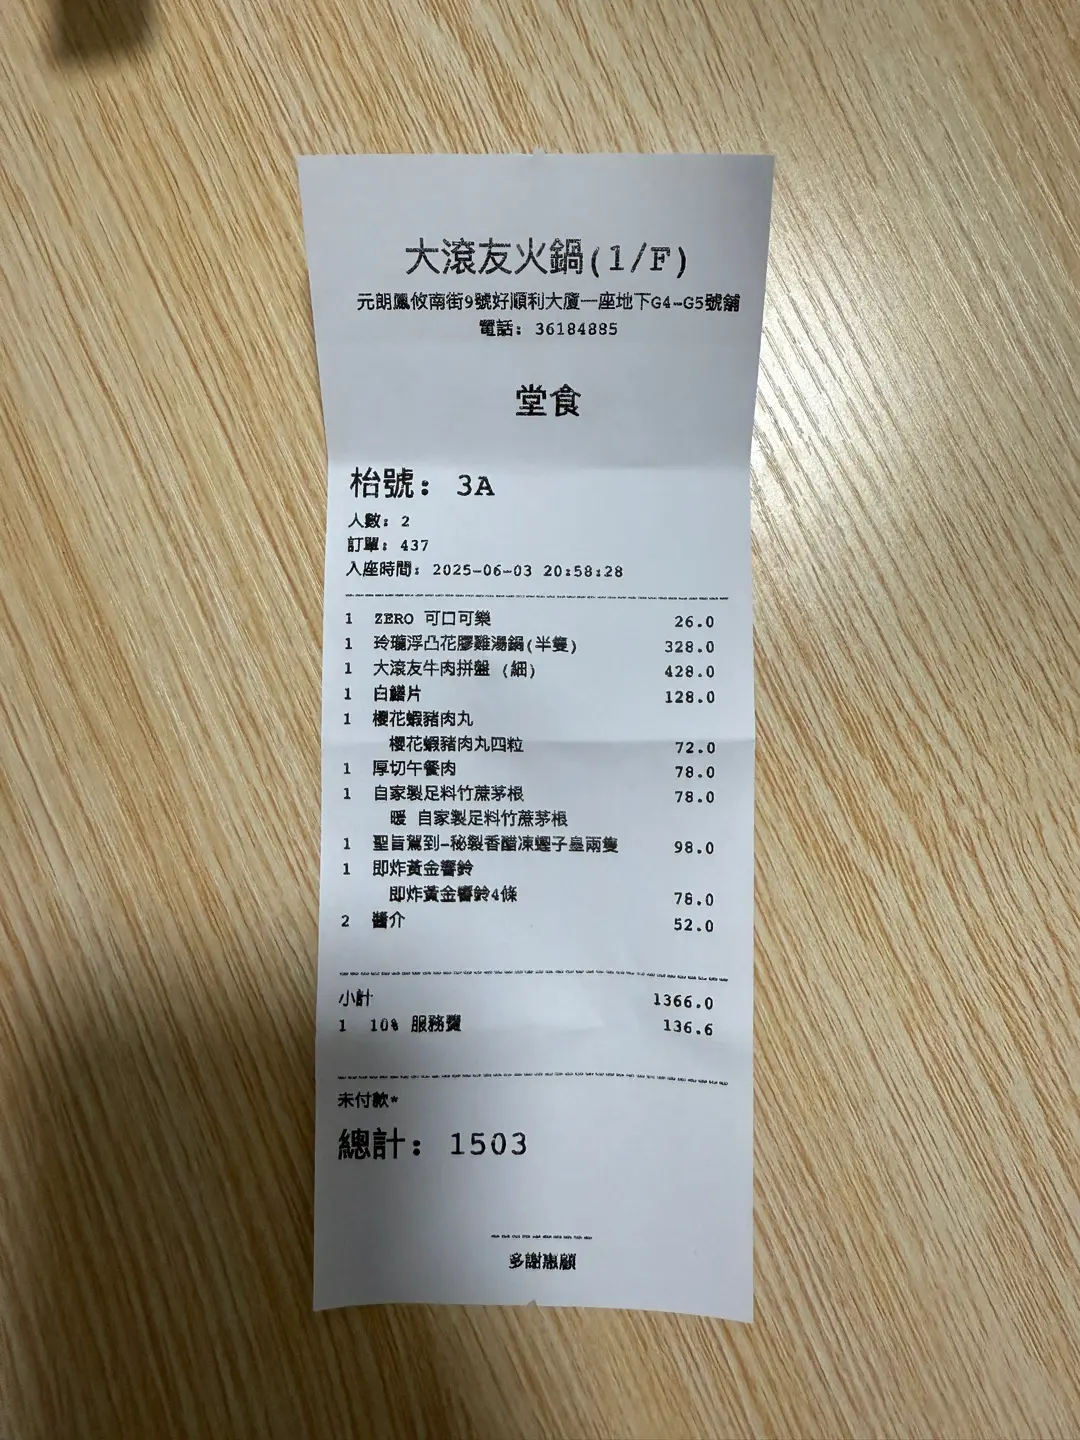 大滾友火鍋(1/F)
元朗鳳攸南街9號好順利大廈一座地下G4-G5號舖
電話: 36184885
堂食
枱號: 3A
人數: 2
訂單: 437
入座時間: 2025-06-03 20:58:28
1 ZERO 可口可樂 26.0
1 玲瓏浮凸花膠雞湯鍋(半隻) 328.0
1 大滾友牛肉拼盤 (細) 428.0
1 白鱔片 128.0
1 櫻花蝦豬肉丸
櫻花蝦豬肉丸四粒 72.0
1 厚切午餐肉 78.0
1 自家製足料竹蔗茅根 78.0
暖 自家製足料竹蔗茅根
1 聖旨駕到-秘製香醋凍蟶子皇兩隻 98.0
1 即炸黃金響鈴
即炸黃金響鈴4條 78.0
2 醬介 52.0
小計 1366.0
1 10% 服務費 136.6
未付款*
總計: 1503
多謝惠顧